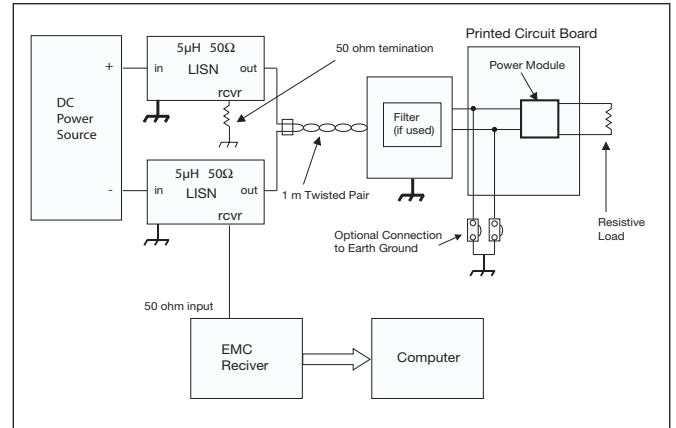 Printed Circuit Board
5µH 50Ω
LISN
in
out
rcvr
+
50 ohm temination
Power Module
DC
Power
Source
Filter
(if used)
5µH 50Ω
LISN
-
in
out
rcvr
1 m Twisted Pair
Optional Connection
to Earth Ground
Resistive
Load
50 ohm input
EMC
Reciver
Computer